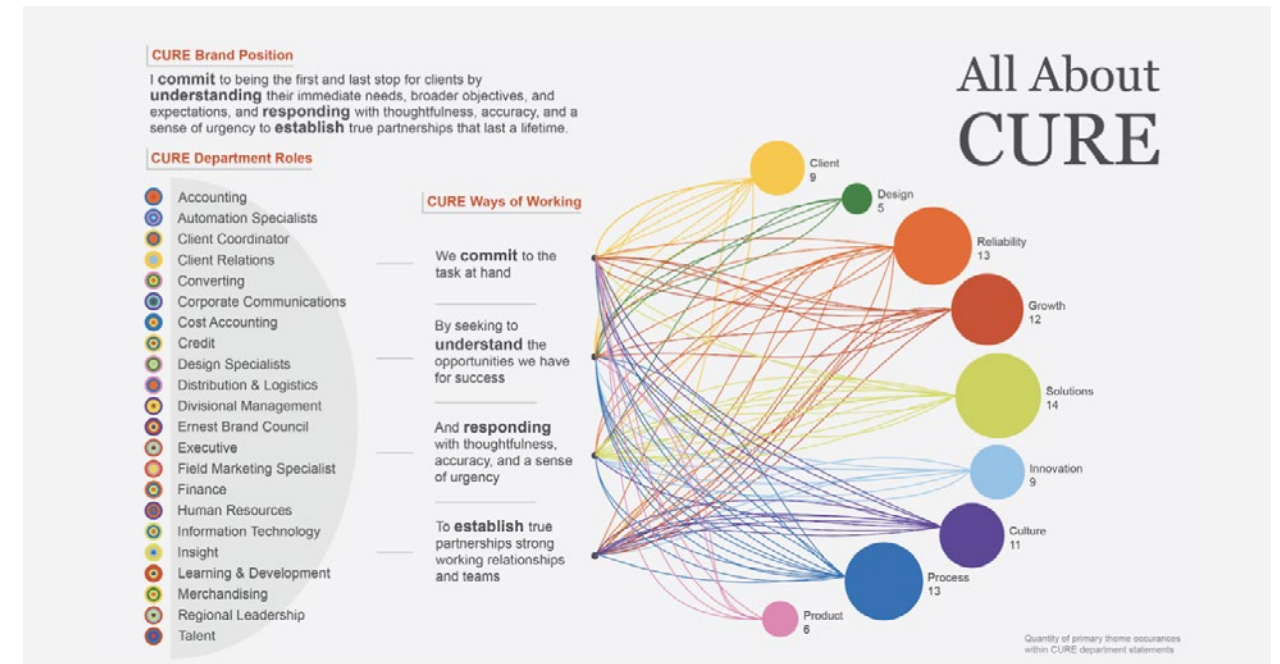 All About
CURE
CURE Brand Position
I commit to being the first and last stop for clients by
understanding their immediate needs, broader objectives, and
expectations, and responding with thoughtfulness, accuracy, and a
sense of urgency to establish true partnerships that last a lifetime.
CURE Department Roles
Accounting
Automation Specialists
Client Coordinator
Client Relations
Converting
Corporate Communications
Cost Accounting
Credit
Design Specialists
Distribution & Logistics
Divisional Management
Ernest Brand Council
Executive
Field Marketing Specialist
Finance
Human Resources
Information Technology
Insight
Learning & Development
Merchandising
Regional Leadership
Talent
CURE Ways of Working
We commit to the
task at hand
By seeking to
understand the
opportunities we have
for success
And responding
with thoughtfulness,
accuracy, and a sense
of urgency
To establish true
partnerships strong
working relationships
and teams
Client
9
Design
5
Reliability
13
Growth
12
Solutions
14
Innovation
9
Culture
11
Process
13
Product
6
Quantity of primary theme occurances
within CURE department statements